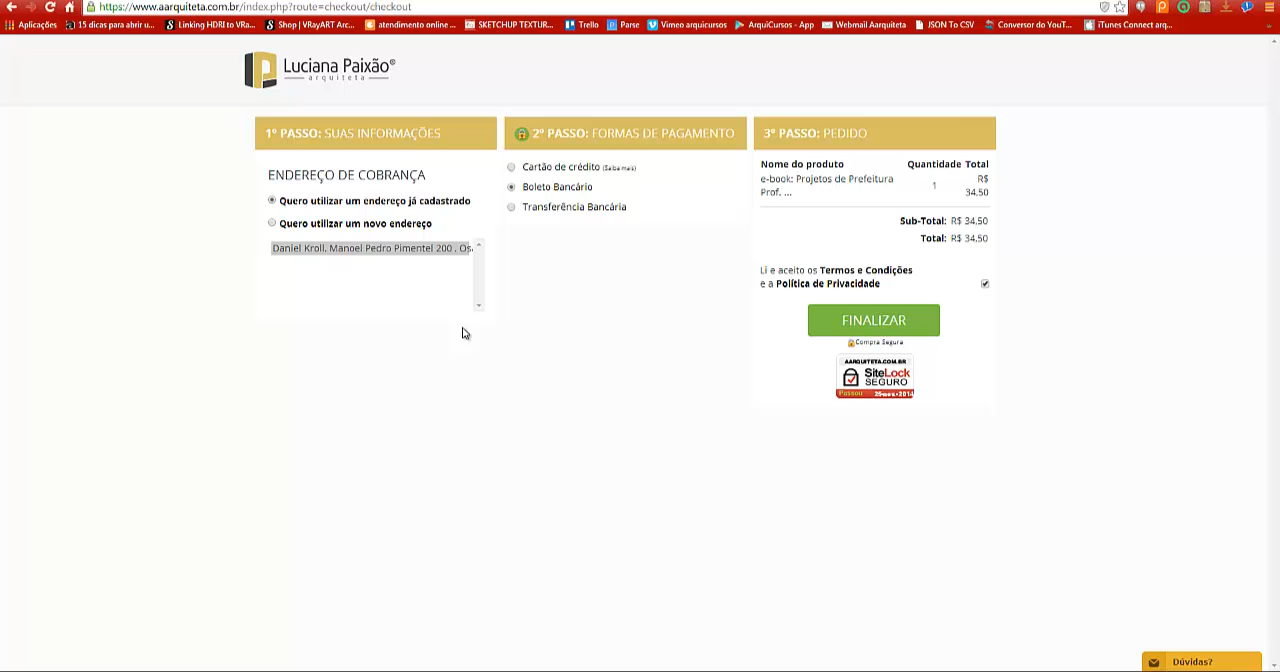 https://www.aarquiteta.com.br/index.php?route=checkout/checkout
Aplicações 15 dicas para abrir u... Linking HDRI to VRa... Shop | VRayART Arc... atendimento online ... SKETCHUP TEXTUR... Trello Parse Vimeo arquicursos ArquiCursos - App Webmail Aarquiteta JSON To CSV Conversor do YouT... iTunes Connect arq...
Luciana Paixão®
arquiteta
1º PASSO: SUAS INFORMAÇÕES
ENDEREÇO DE COBRANÇA
Quero utilizar um endereço já cadastrado
Quero utilizar um novo endereço
Daniel Kroll, Manoel Pedro Pimentel 200 , Os
2º PASSO: FORMAS DE PAGAMENTO
Cartão de crédito (Saiba mais)
Boleto Bancário
Transferência Bancária
3º PASSO: PEDIDO
Nome do produto Quantidade Total
e-book: Projetos de Prefeitura R$
1
Prof. ... 34,50
Sub-Total: R$ 34,50
Total: R$ 34,50
Li e aceito os Termos e Condições
e a Política de Privacidade
FINALIZAR
Compra Segura
AARQUITETA.COM.BR
SiteLock
SEGURO
Passou 25-nov-2014
Dúvidas?